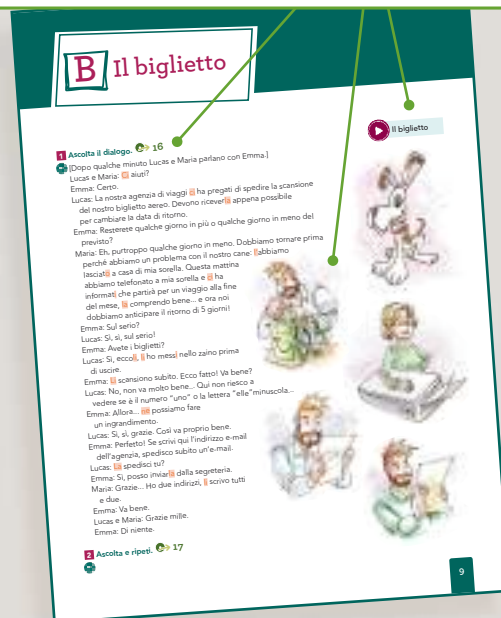 B Il biglietto
1 Ascolta il dialogo. 16
Il biglietto
[Dopo qualche minuto Lucas e Maria parlano con Emma.]
Lucas e Maria: Ci aiuti?
Emma: Certo.
Lucas: La nostra agenzia di viaggi ci ha pregati di spedire la scansione
del nostro biglietto aereo. Devono riceverla appena possibile
per cambiare la data di ritorno.
Emma: Resterete qualche giorno in più o qualche giorno in meno del
previsto?
Maria: Eh, purtroppo qualche giorno in meno. Dobbiamo tornare prima
perché abbiamo un problema con il nostro cane: l'abbiamo
lasciato a casa di mia sorella. Questa mattina
abbiamo telefonato a mia sorella e ci ha
informati che partirà per un viaggio alla fine
del mese, la comprendo bene... e ora noi
dobbiamo anticipare il ritorno di 5 giorni!
Emma: Sul serio?
Lucas: Sì, sì, sul serio!
Emma: Avete i biglietti?
Lucas: Sì, eccoli, li ho messi nello zaino prima
di uscire.
Emma: Li scansiono subito. Ecco fatto! Va bene?
Lucas: No, non va molto bene... Qui non riesco a
vedere se è il numero "uno" o la lettera "elle"minuscola...
Emma: Allora... ne possiamo fare
un ingrandimento.
Lucas: Sì, sì, grazie. Così va proprio bene.
Emma: Perfetto! Se scrivi qui l'indirizzo e-mail
dell'agenzia, spedisco subito un'e-mail.
Lucas: La spedisci tu?
Emma: Sì, posso inviarla dalla segreteria.
Maria: Grazie... Ho due indirizzi, li scrivo tutti
e due.
Emma: Va bene.
Lucas e Maria: Grazie mille.
Emma: Di niente.
2 Ascolta e ripeti. 17
9